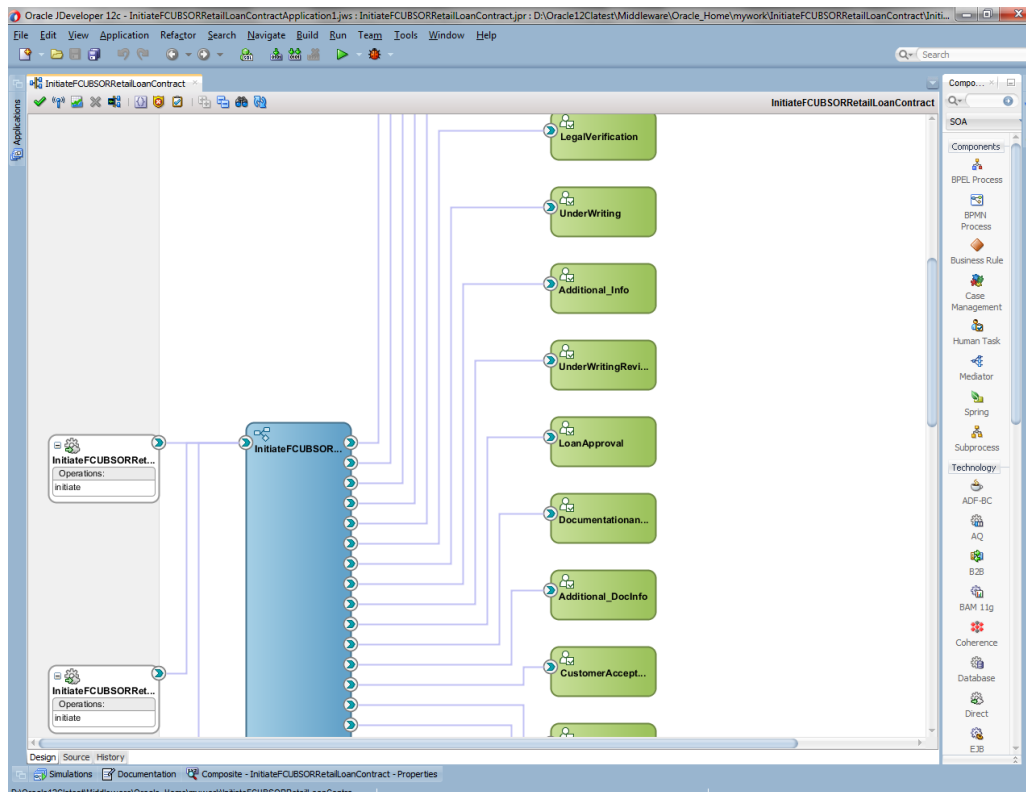 Oracle JDeveloper 12c - InitiateFCUBSORRetailLoanContractApplication1.jws : InitiateFCUBSORRetailLoanContract.jpr : D:\Oracle12Clatest\Middleware\Oracle_Home\mywork\InitiateFCUBSORRetailLoanContract\Initi...
File Edit View Application Refactor Search Navigate Build Run Team Tools Window Help
Search
InitiateFCUBSORRetailLoanContract
InitiateFCUBSORRetailLoanContract
Applications
LegalVerification
UnderWriting
Additional_Info
UnderWritingRevi...
InitiateFCUBSORRet...
Operations:
initiate
InitiateFCUBSOR...
LoanApproval
Documentationan...
Additional_DocInfo
CustomerAccept...
InitiateFCUBSORRet...
Operations:
initiate
Compo...
SOA
Components
BPEL Process
BPMN
Process
Business Rule
Case
Management
Human Task
Mediator
Spring
Subprocess
Technology
ADF-BC
AQ
B2B
BAM 11g
Coherence
Database
Direct
EJB
Design Source History
Simulations Documentation Composite - InitiateFCUBSORRetailLoanContract - Properties